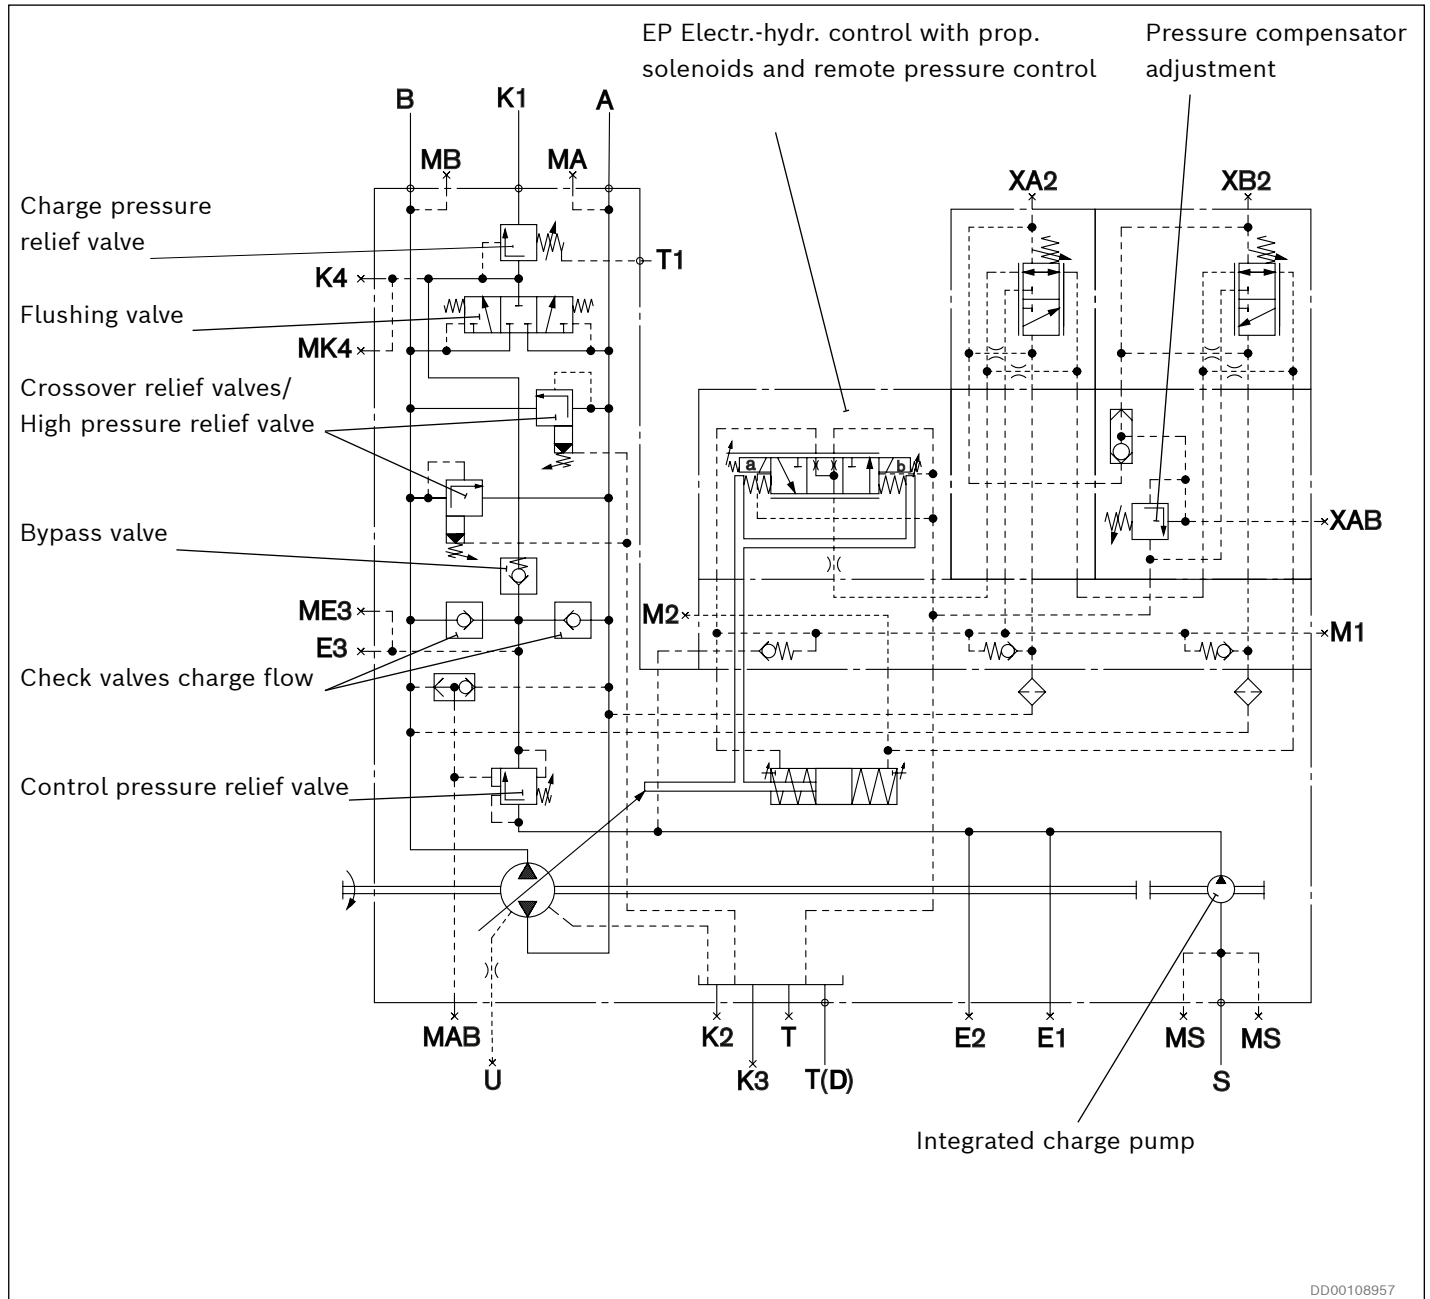 EP Electr.-hydr. control with prop.
solenoids and remote pressure control
Pressure compensator
adjustment
B
K1
A
MB
MA
XA2
XB2
Charge pressure
relief valve
T1
K4
Flushing valve
MK4
Crossover relief valves/
High pressure relief valve
a
b
XAB
Bypass valve
ME3
M2
M1
E3
Check valves charge flow
Control pressure relief valve
MAB
K2
T
E2
E1
MS
MS
U
K3
T(D)
S
Integrated charge pump
DD00108957